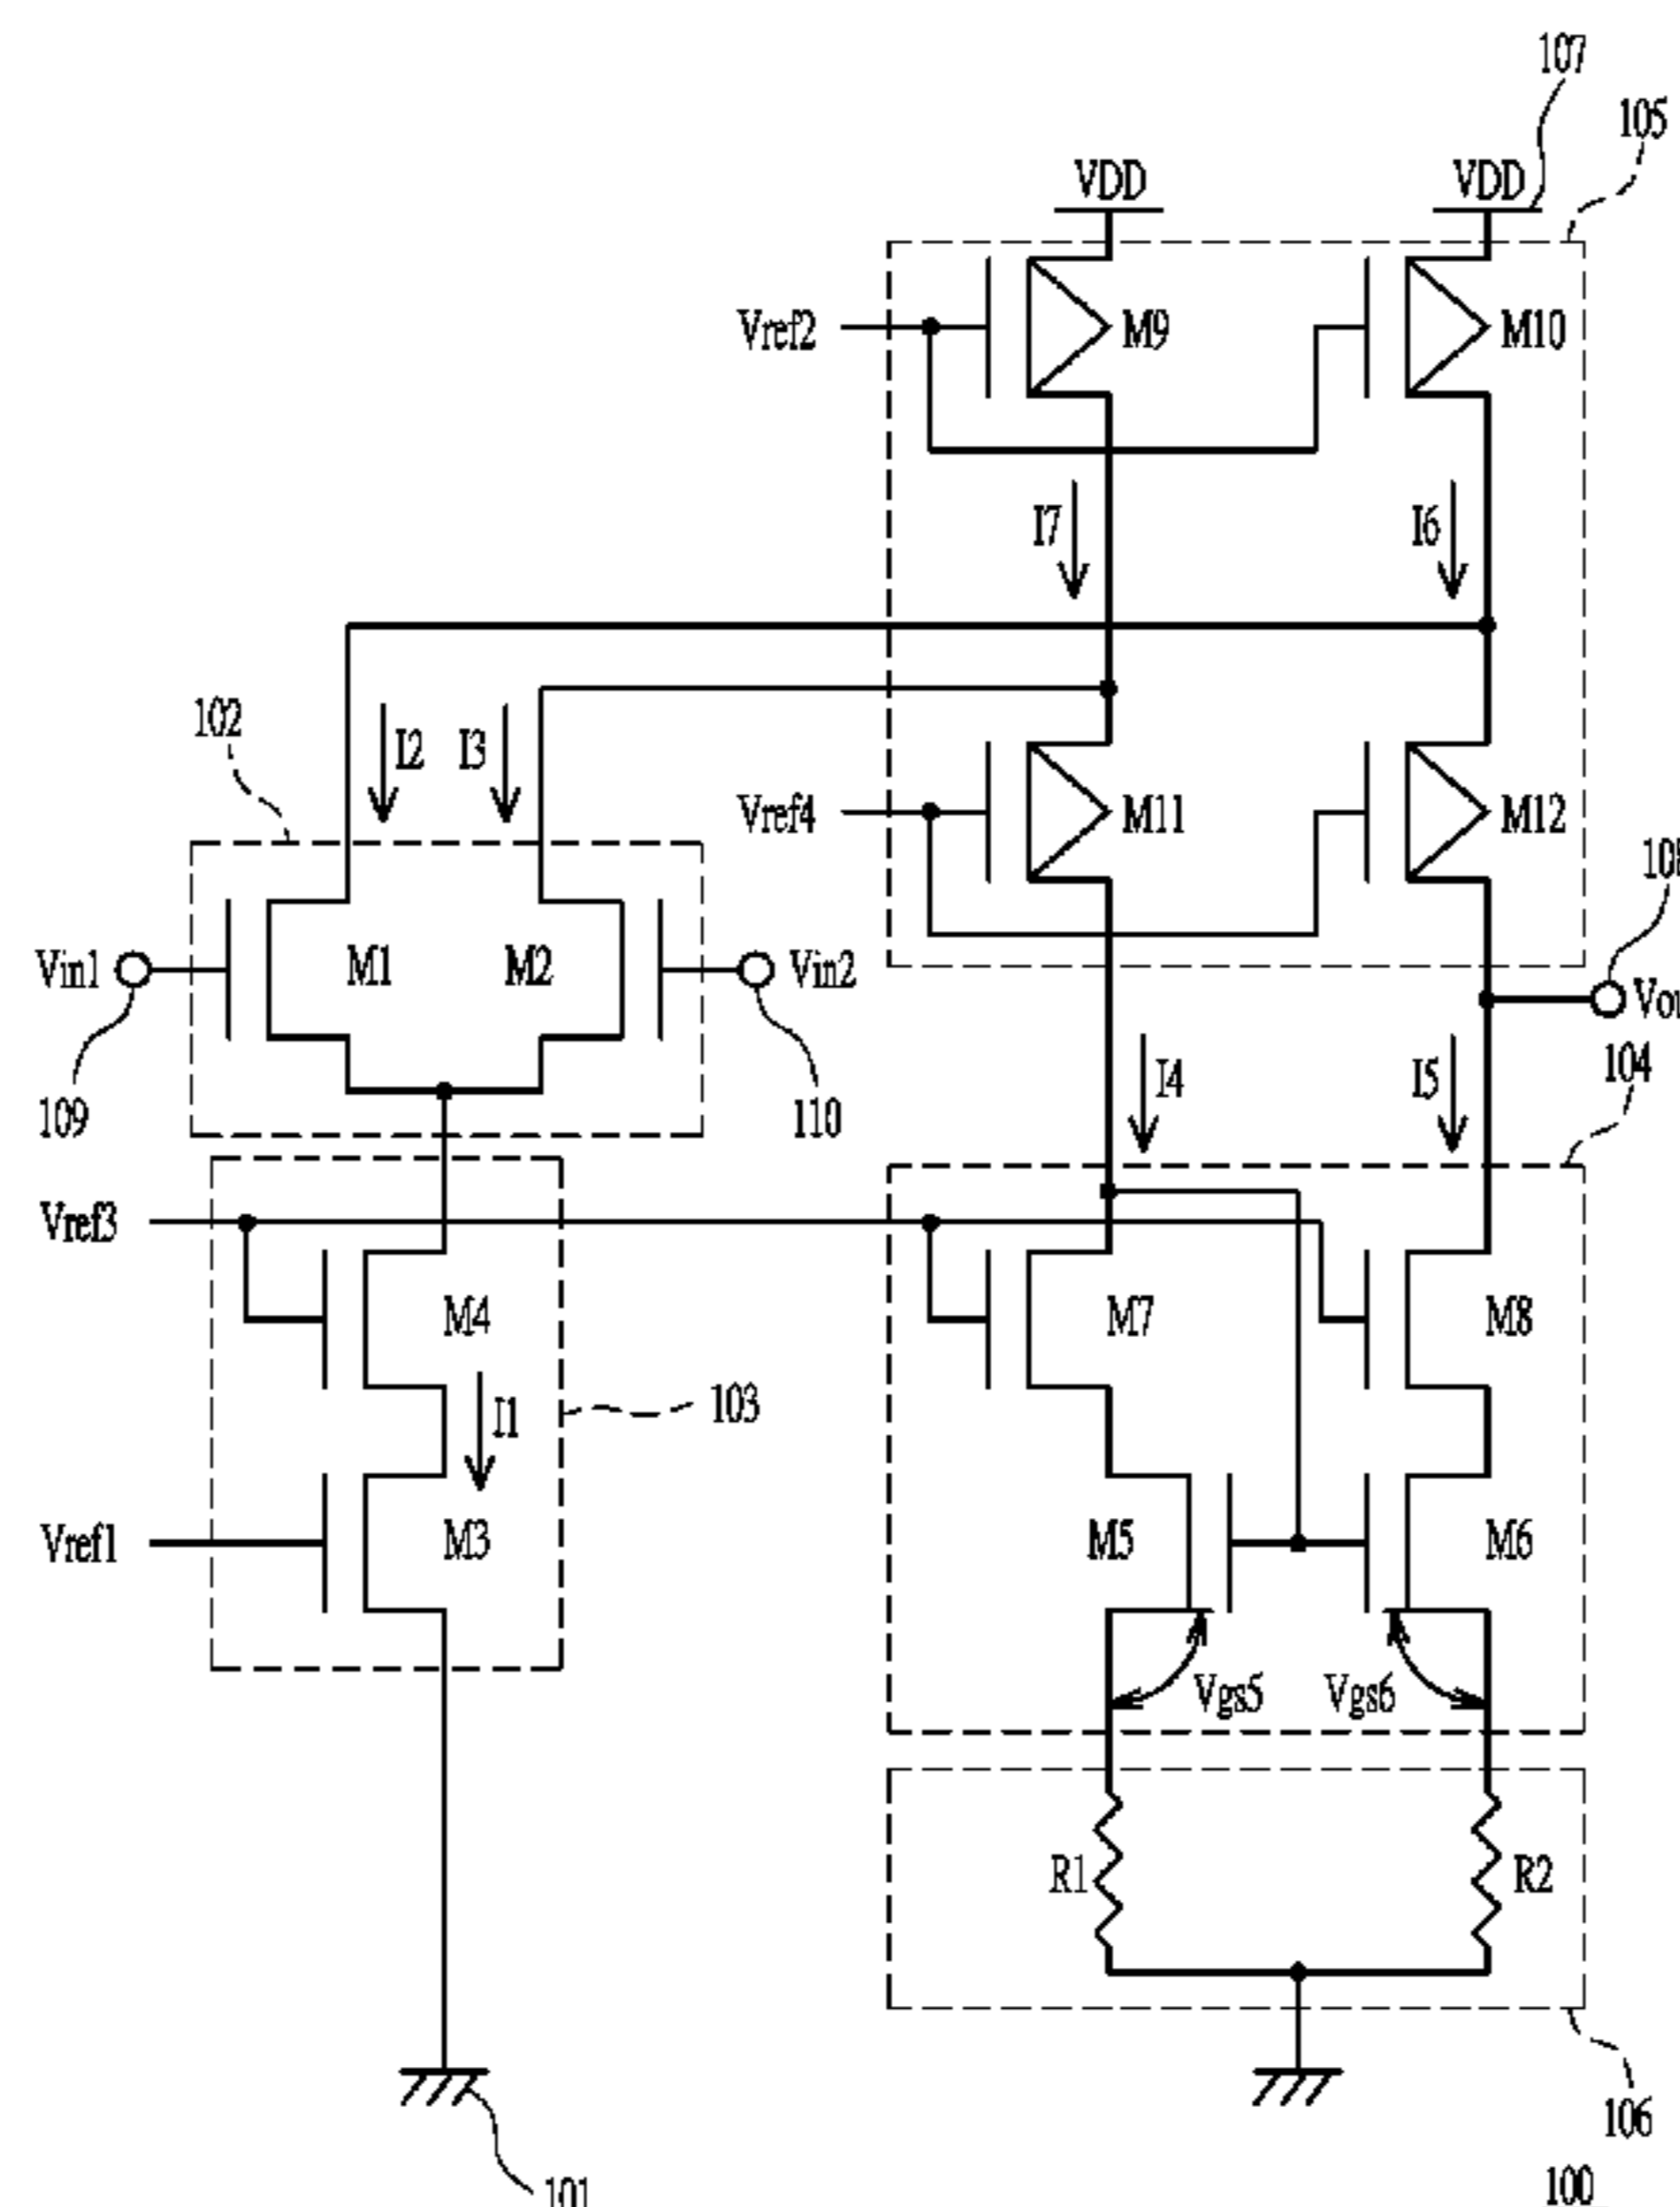 107
105
VDD VDD
Vref2 M9 M10
I7 I6
102 I2 I3
Vref4 M11 M12
Vin1 M1 M2 Vin2
109 110
I4 I5 104
Vref3
M4 M7 M8
I1 103
Vref1 M3 M5 M6
Vgs5 Vgs6
R1 R2
106
101 100